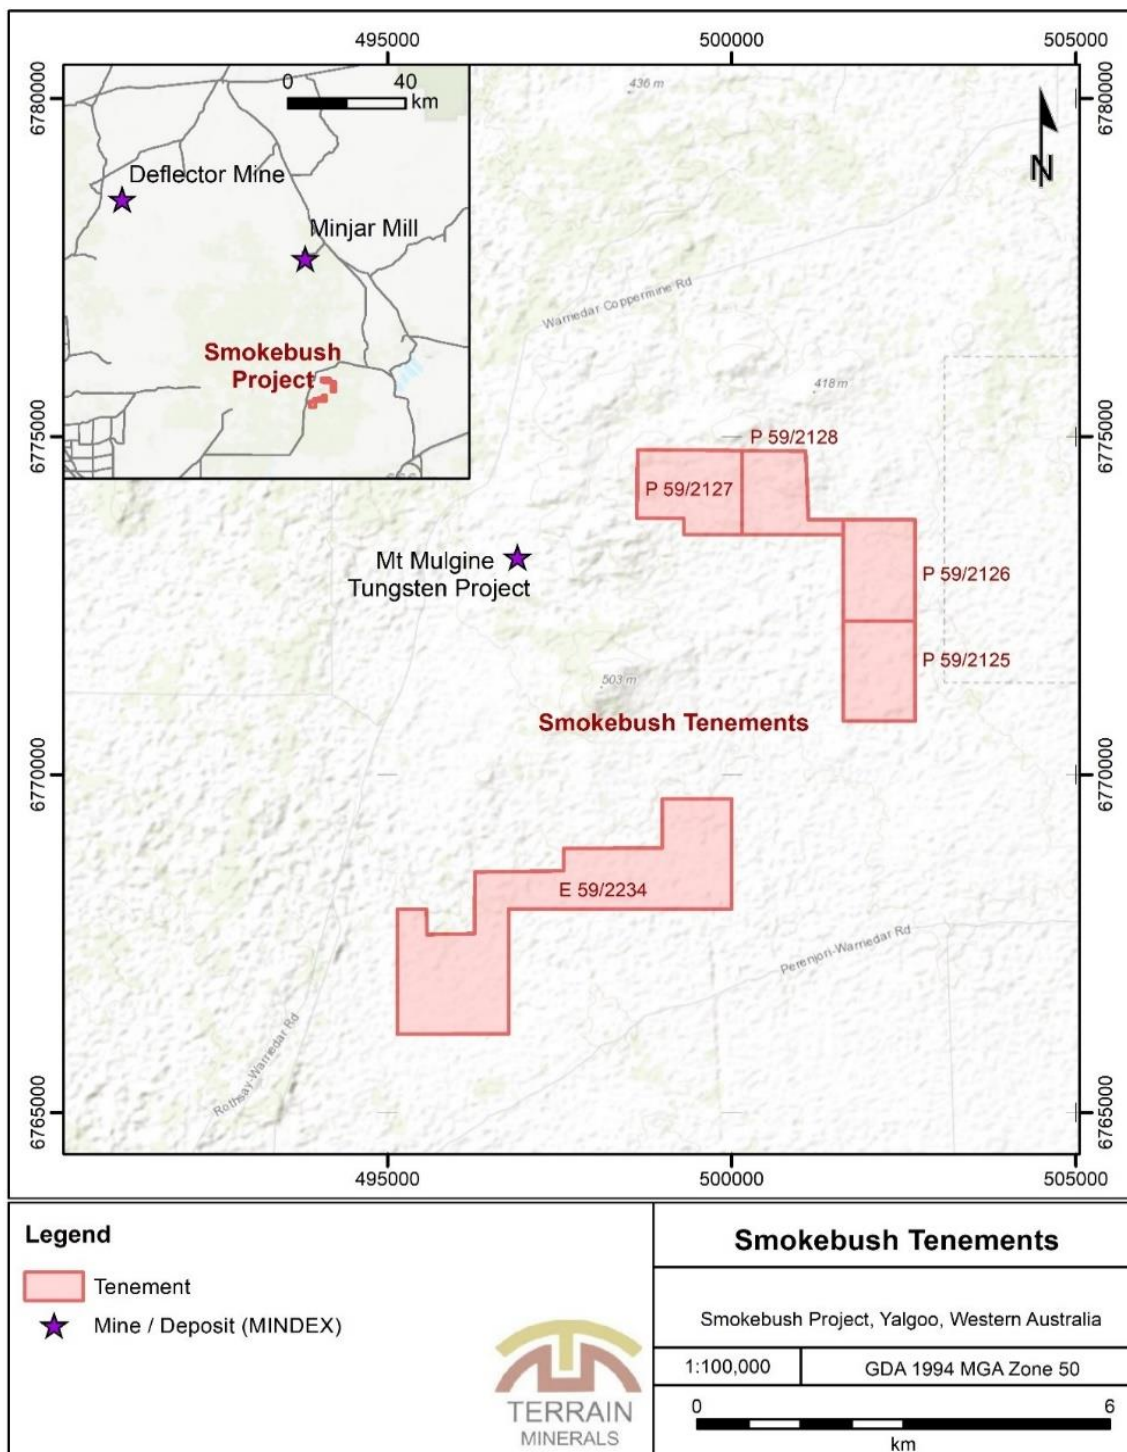 495000
500000
505000
6780000
6780000
0
40
km
436 m
N
Deflector Mine
Minjar Mill
Warriedar Coppermine Rd
Smokebush
Project
418 m
6775000
6775000
P 59/2128
P 59/2127
Mt Mulgine
Tungsten Project
P 59/2126
P 59/2125
503 m
Smokebush Tenements
6770000
6770000
E 59/2234
Perenjori-Warriedar Rd
Rothsay-Warriedar Rd
6765000
6765000
495000
500000
505000
Legend
Tenement
Mine / Deposit (MINDEX)
TERRAIN
MINERALS
Smokebush Tenements
Smokebush Project, Yalgoo, Western Australia
1:100,000
GDA 1994 MGA Zone 50
0
6
km